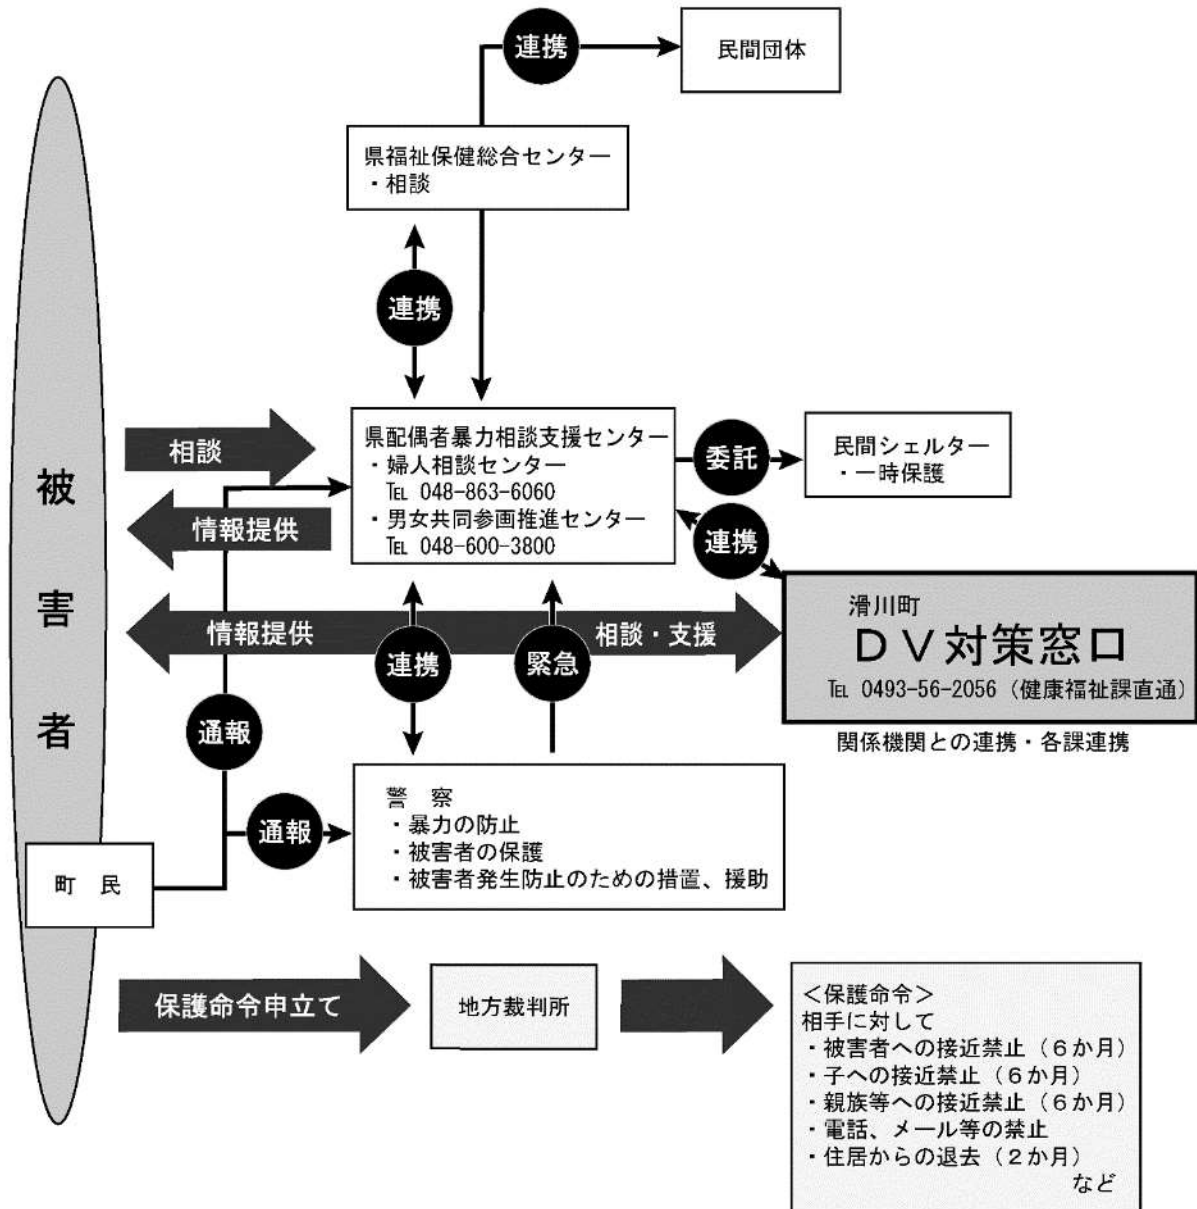 連携
民間団体
県福祉保健総合センター
・相談
連携
相談
県配偶者暴力相談支援センター
・婦人相談センター
℡ 048-863-6060
・男女共同参画推進センター
℡ 048-600-3800
委託
民間シェルター
・一時保護
情報提供
連携
被害者
情報提供
連携
緊急
相談・支援
滑川町
DV対策窓口
℡ 0493-56-2056（健康福祉課直通）
関係機関との連携・各課連携
通報
通報
警　察
・暴力の防止
・被害者の保護
・被害者発生防止のための措置、援助
町　民
保護命令申立て
地方裁判所
＜保護命令＞
相手に対して
・被害者への接近禁止（６か月）
・子への接近禁止（６か月）
・親族等への接近禁止（６か月）
・電話、メール等の禁止
・住居からの退去（２か月）
など